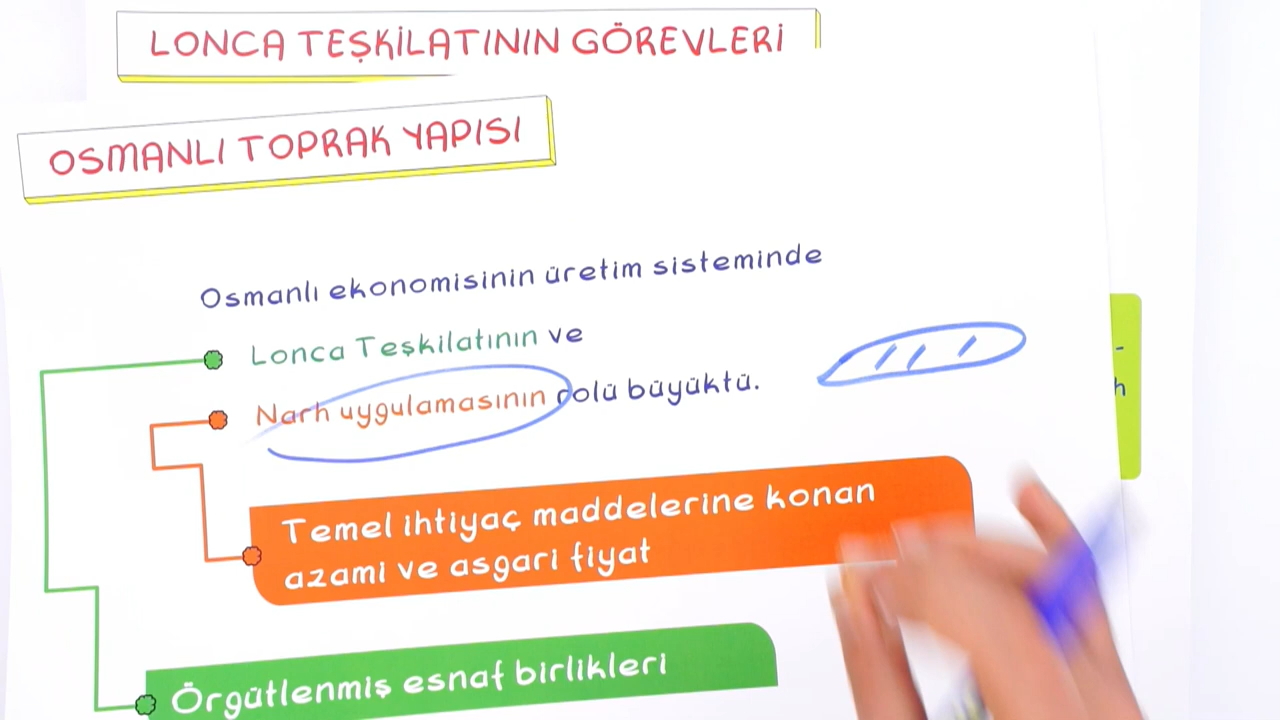 LONCA TEŞKİLATININ GÖREVLERİ
OSMANLI TOPRAK YAPISI
Osmanlı ekonomisinin üretim sisteminde
Lonca Teşkilatının ve
Narh uygulamasının rolü büyüktü.
Temel ihtiyaç maddelerine konan
azami ve asgari fiyat
Örgütlenmiş esnaf birlikleri